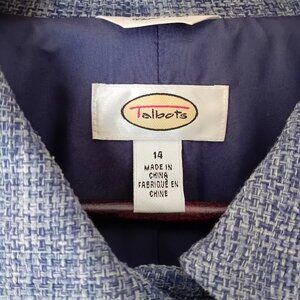 Talbots
14
MADE IN
CHINA
FABRIQUÉ EN
CHINE